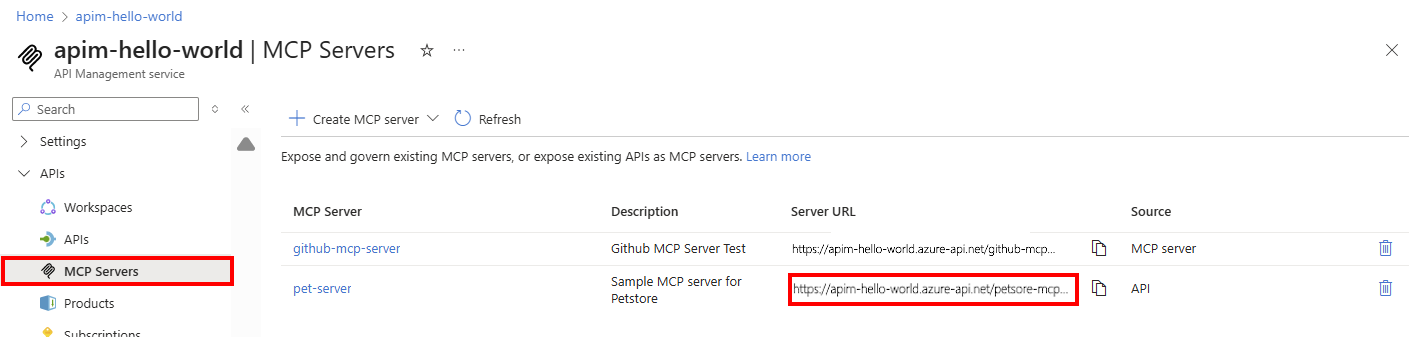 Home > apim-hello-world
apim-hello-world | MCP Servers
API Management service
Search
Create MCP server
Refresh
Settings
APIs
Workspaces
APIs
MCP Servers
Products
Subscriptions
Expose and govern existing MCP servers, or expose existing APIs as MCP servers. Learn more
MCP Server Description Server URL Source
github-mcp-server Github MCP Server Test https://apim-hello-world.azure-api.net/github-mcp... MCP server
pet-server Sample MCP server for https://apim-hello-world.azure-api.net/petsore-mcp... API
Petstore